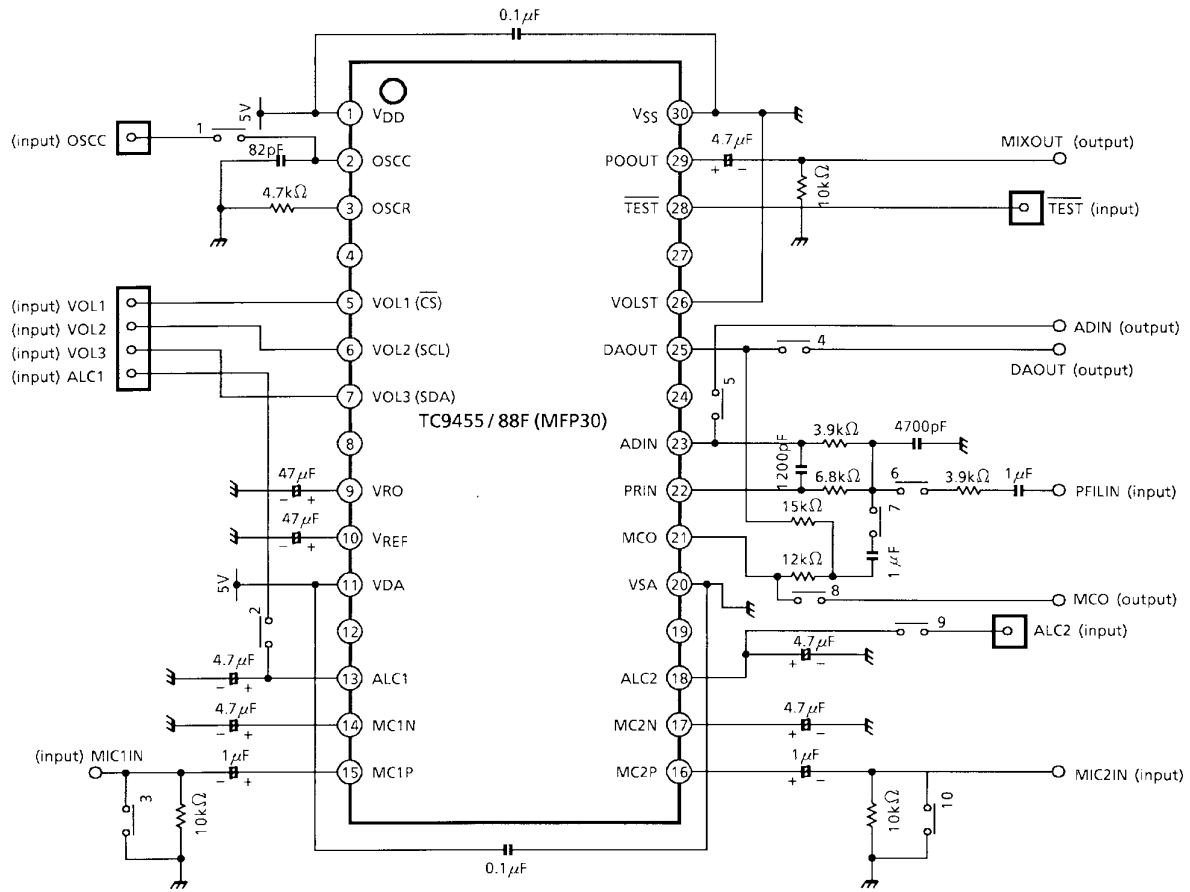 0.1μF
5V
1 VDD
VSS 30
(input) OSCC
1
82pF
2 OSCC
POOUT 29
4.7μF
+ -
10kΩ
MIXOUT (output)
4.7kΩ
3 OSCR
TEST 28
TEST (input)
4
27
(input) VOL1
5 VOL1 (CS)
VOLST 26
(input) VOL2
6 VOL2 (SCL)
DAOUT 25
4
ADIN (output)
DAOUT (output)
(input) VOL3
7 VOL3 (SDA)
24
5
(input) ALC1
TC9455/88F (MFP30)
8
ADIN 23
1200pF
3.9kΩ
4700pF
47μF
- +
9 VRO
PRIN 22
6.8kΩ
6
3.9kΩ
1μF
PFILIN (input)
47μF
- +
10 VREF
MCO 21
15kΩ
7
1μF
12kΩ
5V
11 VDA
VSA 20
8
MCO (output)
2
12
19
9
ALC2 (input)
4.7μF
- +
13 ALC1
ALC2 18
4.7μF
+ -
4.7μF
- +
14 MC1N
MC2N 17
4.7μF
+ -
(input) MIC1IN
1μF
- +
15 MC1P
MC2P 16
1μF
+ -
MIC2IN (input)
3
10kΩ
10kΩ
10
0.1μF